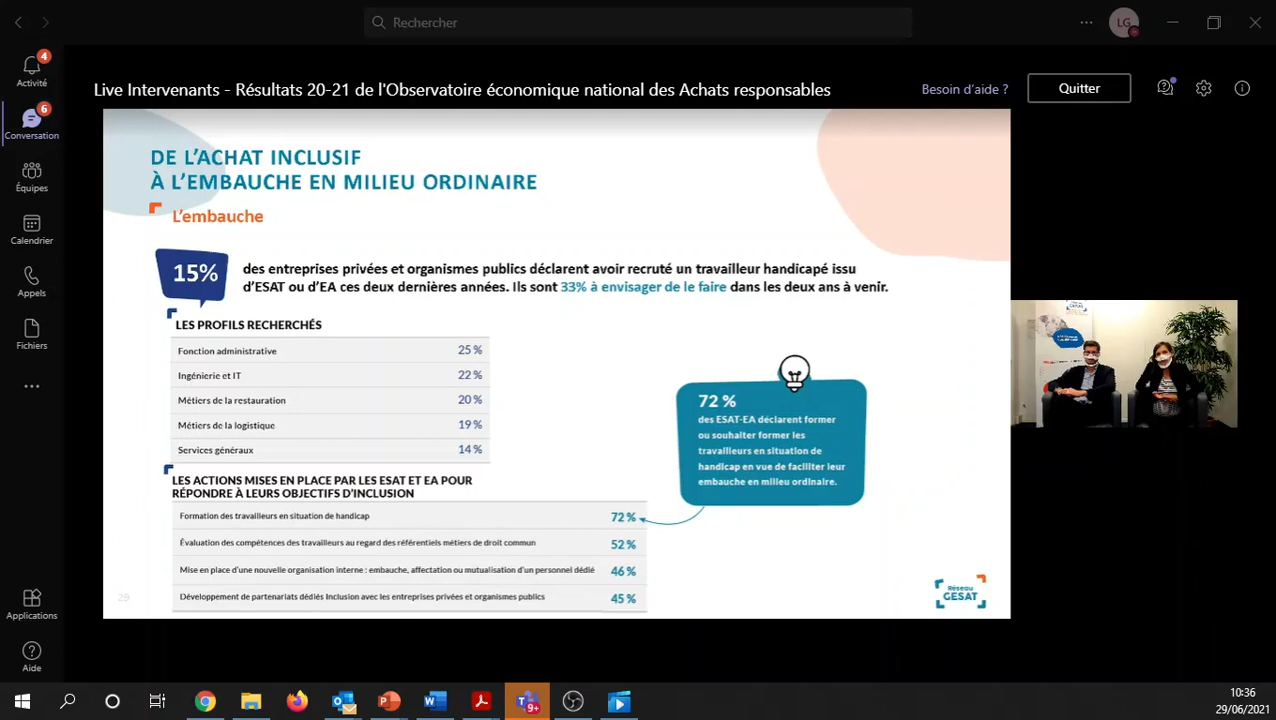 Rechercher
LG
4
Activité
6
Conversation
Équipes
Calendrier
Appels
Fichiers
Applications
Aide
Live Intervenants - Résultats 20-21 de l'Observatoire économique national des Achats responsables
Besoin d'aide ?
Quitter
DE L'ACHAT INCLUSIF
À L'EMBAUCHE EN MILIEU ORDINAIRE
L'embauche
15%
des entreprises privées et organismes publics déclarent avoir recruté un travailleur handicapé issu
d'ESAT ou d'EA ces deux dernières années. Ils sont 33% à envisager de le faire dans les deux ans à venir.
LES PROFILS RECHERCHÉS
Fonction administrative 25 %
Ingénierie et IT 22 %
Métiers de la restauration 20 %
Métiers de la logistique 19 %
Services généraux 14 %
72 %
des ESAT-EA déclarent former
ou souhaiter former les
travailleurs en situation de
handicap en vue de faciliter leur
embauche en milieu ordinaire.
LES ACTIONS MISES EN PLACE PAR LES ESAT ET EA POUR
RÉPONDRE À LEURS OBJECTIFS D'INCLUSION
Formation des travailleurs en situation de handicap 72 %
Évaluation des compétences des travailleurs au regard des référentiels métiers de droit commun 52 %
Mise en place d'une nouvelle organisation interne : embauche, affectation ou mutualisation d'un personnel dédié 46 %
Développement de partenariats dédiés Inclusion avec les entreprises privées et organismes publics 45 %
29
Réseau
GESAT
9+
10:36
29/06/2021